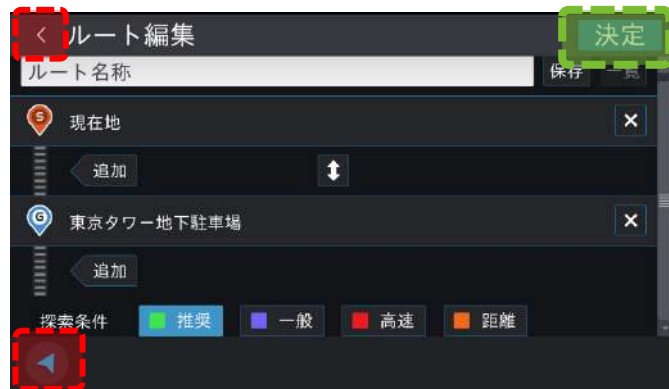 ルート編集 決定
ルート名称 保存 一覧
S 現在地
追加
G 東京タワー地下駐車場
追加
探索条件 推奨 一般 高速 距離